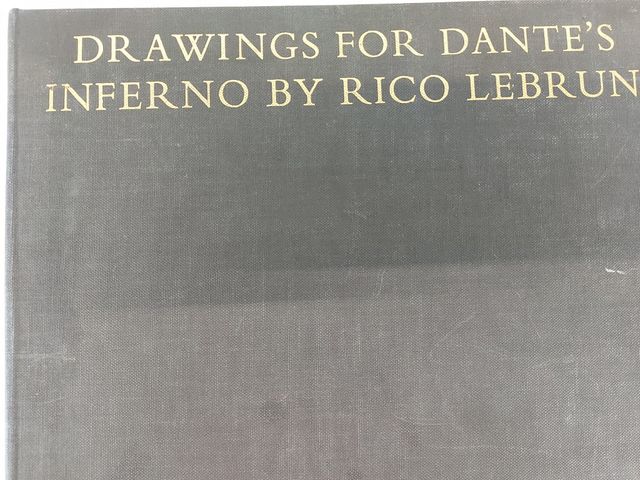 DRAWINGS FOR DANTE'S
INFERNO BY RICO LEBRUN